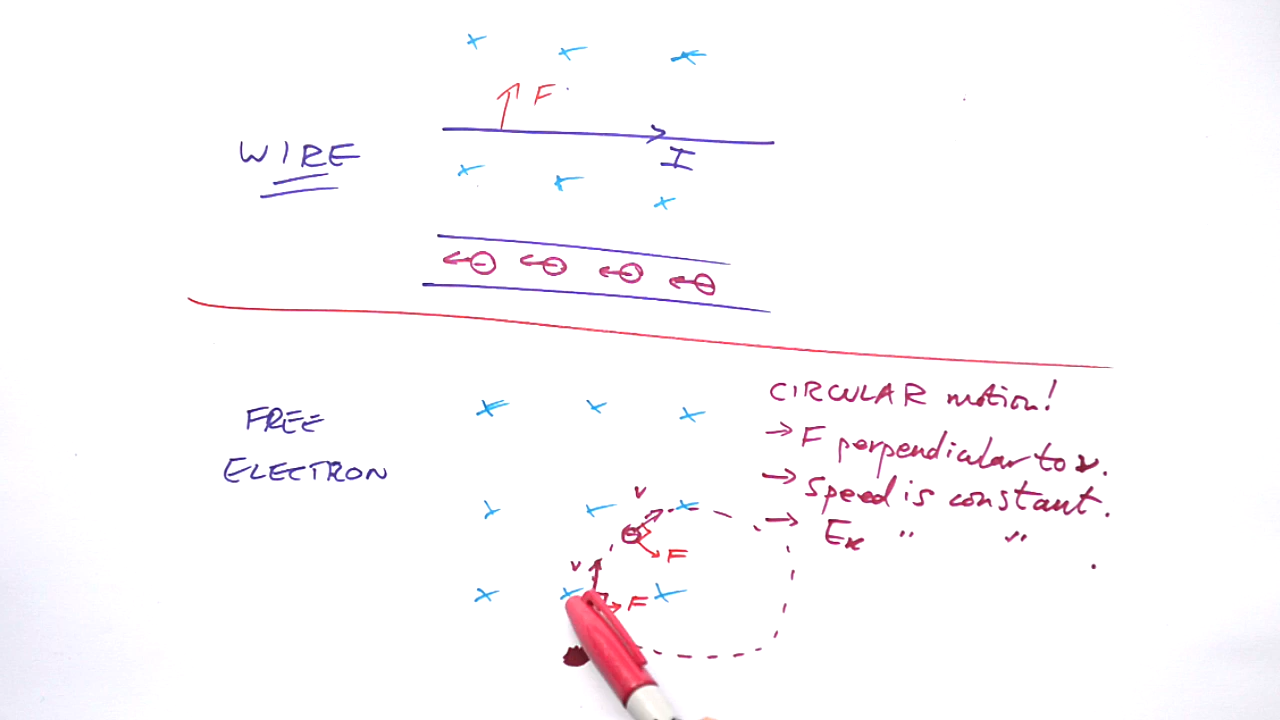 F
WIRE
I
FREE
ELECTRON
CIRCULAR motion!
→ F perpendicular to v.
→ Speed is constant.
→ Ek " " .
v
F
v
F